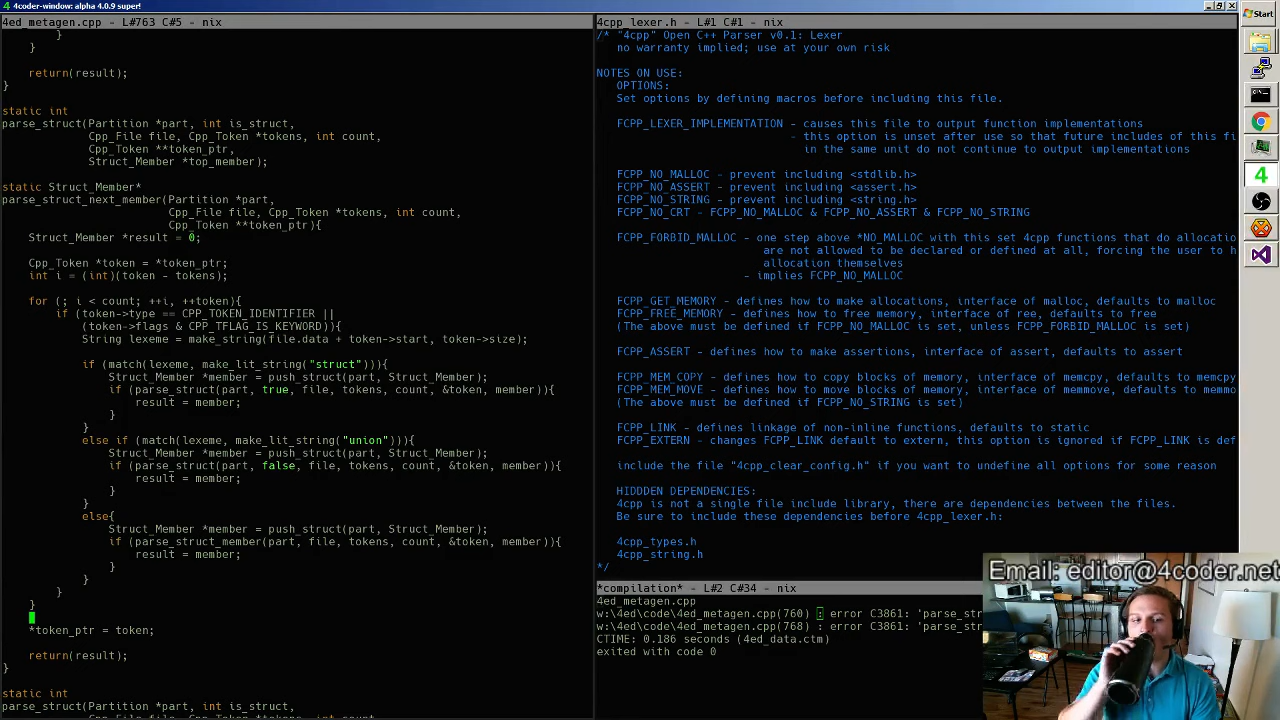 4coder-window: alpha 4.0.9 super!
4ed_metagen.cpp - L#763 C#5 - nix
            }
    }

    return(result);
}

static int
parse_struct(Partition *part, int is_struct,
             Cpp_File file, Cpp_Token *tokens, int count,
             Cpp_Token **token_ptr,
             Struct_Member *top_member);

static Struct_Member*
parse_struct_next_member(Partition *part,
                         Cpp_File file, Cpp_Token *tokens, int count,
                         Cpp_Token **token_ptr){
    Struct_Member *result = 0;

    Cpp_Token *token = *token_ptr;
    int i = (int)(token - tokens);

    for (; i < count; ++i, ++token){
        if (token->type == CPP_TOKEN_IDENTIFIER ||
            (token->flags & CPP_TFLAG_IS_KEYWORD)){
            String lexeme = make_string(file.data + token->start, token->size);

            if (match(lexeme, make_lit_string("struct"))){
                Struct_Member *member = push_struct(part, Struct_Member);
                if (parse_struct(part, true, file, tokens, count, &token, member)){
                    result = member;
                }
            }
            else if (match(lexeme, make_lit_string("union"))){
                Struct_Member *member = push_struct(part, Struct_Member);
                if (parse_struct(part, false, file, tokens, count, &token, member)){
                    result = member;
                }
            }
            else{
                Struct_Member *member = push_struct(part, Struct_Member);
                if (parse_struct_member(part, file, tokens, count, &token, member)){
                    result = member;
                }
            }
        }
    }

    *token_ptr = token;

    return(result);
}

static int
parse_struct(Partition *part, int is_struct,
4cpp_lexer.h - L#1 C#1 - nix
/* "4cpp" Open C++ Parser v0.1: Lexer
   no warranty implied; use at your own risk

NOTES ON USE:
   OPTIONS:
   Set options by defining macros before including this file.

   FCPP_LEXER_IMPLEMENTATION - causes this file to output function implementations
                             - this option is unset after use so that future includes of this fi
                               in the same unit do not continue to output implementations

   FCPP_NO_MALLOC - prevent including <stdlib.h>
   FCPP_NO_ASSERT - prevent including <assert.h>
   FCPP_NO_STRING - prevent including <string.h>
   FCPP_NO_CRT - FCPP_NO_MALLOC & FCPP_NO_ASSERT & FCPP_NO_STRING

   FCPP_FORBID_MALLOC - one step above *NO_MALLOC with this set 4cpp functions that do allocatio
                         are not allowed to be declared or defined at all, forcing the user to h
                         allocation themselves
                      - implies FCPP_NO_MALLOC

   FCPP_GET_MEMORY - defines how to make allocations, interface of malloc, defaults to malloc
   FCPP_FREE_MEMORY - defines how to free memory, interface of ree, defaults to free
   (The above must be defined if FCPP_NO_MALLOC is set, unless FCPP_FORBID_MALLOC is set)

   FCPP_ASSERT - defines how to make assertions, interface of assert, defaults to assert

   FCPP_MEM_COPY - defines how to copy blocks of memory, interface of memcpy, defaults to memcpy
   FCPP_MEM_MOVE - defines how to move blocks of memory, interface of memmove, defaults to memmo
   (The above must be defined if FCPP_NO_STRING is set)

   FCPP_LINK - defines linkage of non-inline functions, defaults to static
   FCPP_EXTERN - changes FCPP_LINK default to extern, this option is ignored if FCPP_LINK is def

   include the file "4cpp_clear_config.h" if you want to undefine all options for some reason

   HIDDDEN DEPENDENCIES:
   4cpp is not a single file include library, there are dependencies between the files.
   Be sure to include these dependencies before 4cpp_lexer.h:

   4cpp_types.h
   4cpp_string.h
*/
*compilation* - L#2 C#34 - nix
4ed_metagen.cpp
w:\4ed\code\4ed_metagen.cpp(760) : error C3861: 'parse_str
w:\4ed\code\4ed_metagen.cpp(768) : error C3861: 'parse_str
CTIME: 0.186 seconds (4ed_data.ctm)
exited with code 0
Email: editor@4coder.net
Start
4